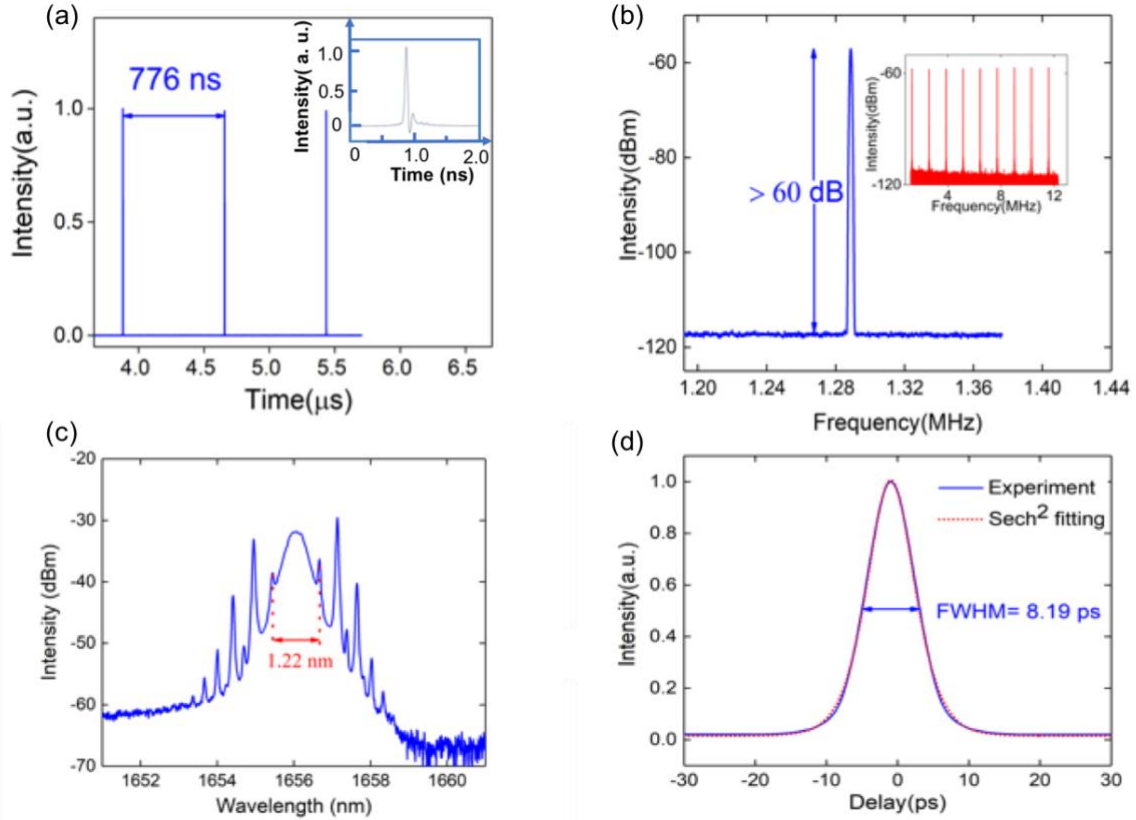 (a)
Intensity(a.u.)
1.0
0.5
0.0
776 ns
4.0 4.5 5.0 5.5 6.0 6.5
Time(μs)
Intensity( a. u.)
1.0
0.5
0
0 1.0 2.0
Time (ns)
(b)
Intensity(dBm)
-60
-80
-100
-120
> 60 dB
1.20 1.24 1.28 1.32 1.36 1.40 1.44
Frequency(MHz)
Intensity(dBm)
-60
-120
4 8 12
Frequency(MHz)
(c)
Intensity (dBm)
-20
-30
-40
-50
-60
-70
1.22 nm
1652 1654 1656 1658 1660
Wavelength (nm)
(d)
Intensity(a.u.)
1.0
0.8
0.6
0.4
0.2
0.0
Experiment
Sech² fitting
FWHM= 8.19 ps
-30 -20 -10 0 10 20 30
Delay(ps)